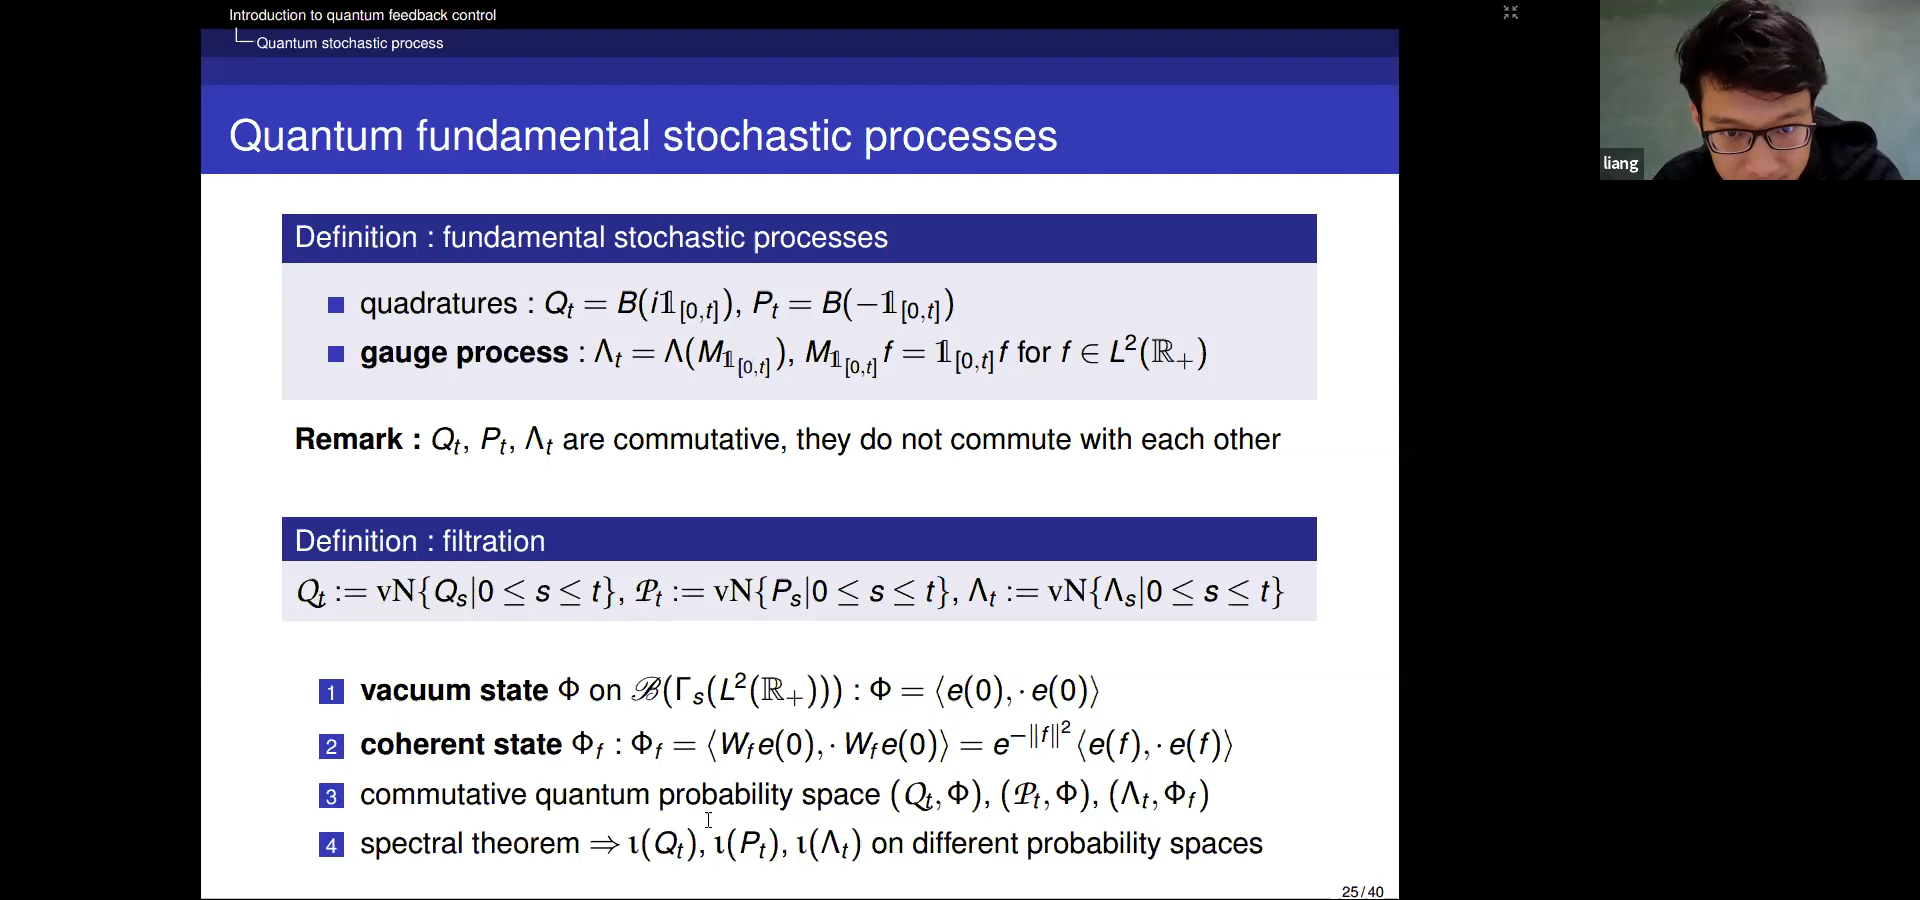 Introduction to quantum feedback control
Quantum stochastic process
liang
Quantum fundamental stochastic processes
Definition : fundamental stochastic processes
quadratures : Q_t = B(i𝟙_{[0,t]}), P_t = B(−𝟙_{[0,t]})
gauge process : Λ_t = Λ(M_{𝟙_{[0,t]}}), M_{𝟙_{[0,t]}} f = 𝟙_{[0,t]} f for f ∈ L²(ℝ₊)
Remark : Q_t, P_t, Λ_t are commutative, they do not commute with each other
Definition : filtration
𝒬_t := vN{Q_s|0 ≤ s ≤ t}, 𝒫_t := vN{P_s|0 ≤ s ≤ t}, Λ_t := vN{Λ_s|0 ≤ s ≤ t}
1 vacuum state Φ on ℬ(Γ_s(L²(ℝ₊))) : Φ = ⟨e(0), · e(0)⟩
2 coherent state Φ_f : Φ_f = ⟨W_f e(0), · W_f e(0)⟩ = e^{−‖f‖²}⟨e(f), · e(f)⟩
3 commutative quantum probability space (𝒬_t, Φ), (𝒫_t, Φ), (Λ_t, Φ_f)
4 spectral theorem ⇒ ι(Q_t), ι(P_t), ι(Λ_t) on different probability spaces
25 / 40